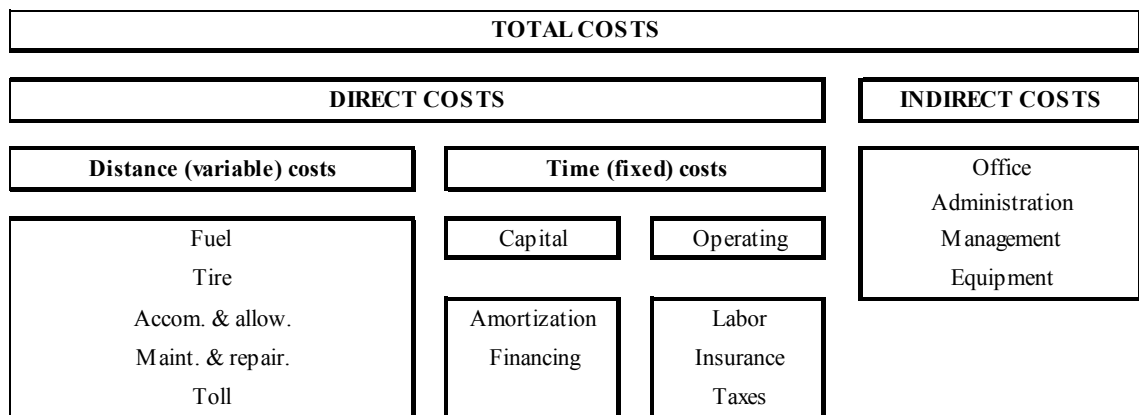 TOTAL COSTS
DIRECT COSTS
INDIRECT COSTS
Distance (variable) costs
Time (fixed) costs
Office
Administration
Management
Equipment
Fuel
Tire
Accom. & allow.
Maint. & repair.
Toll
Capital
Amortization
Financing
Operating
Labor
Insurance
Taxes